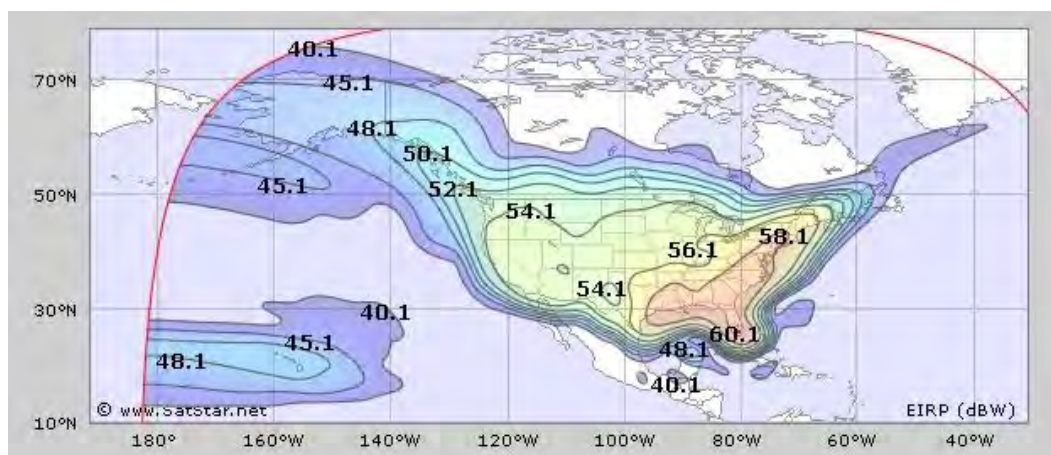 40.1
70°N
45.1
48.1
50.1
50°N
45.1
52.1
54.1
58.1
56.1
54.1
30°N
40.1
60.1
45.1
48.1
48.1
40.1
© www.SatStar.net
EIRP (dBW)
10°N
180°
160°W
140°W
120°W
100°W
80°W
60°W
40°W